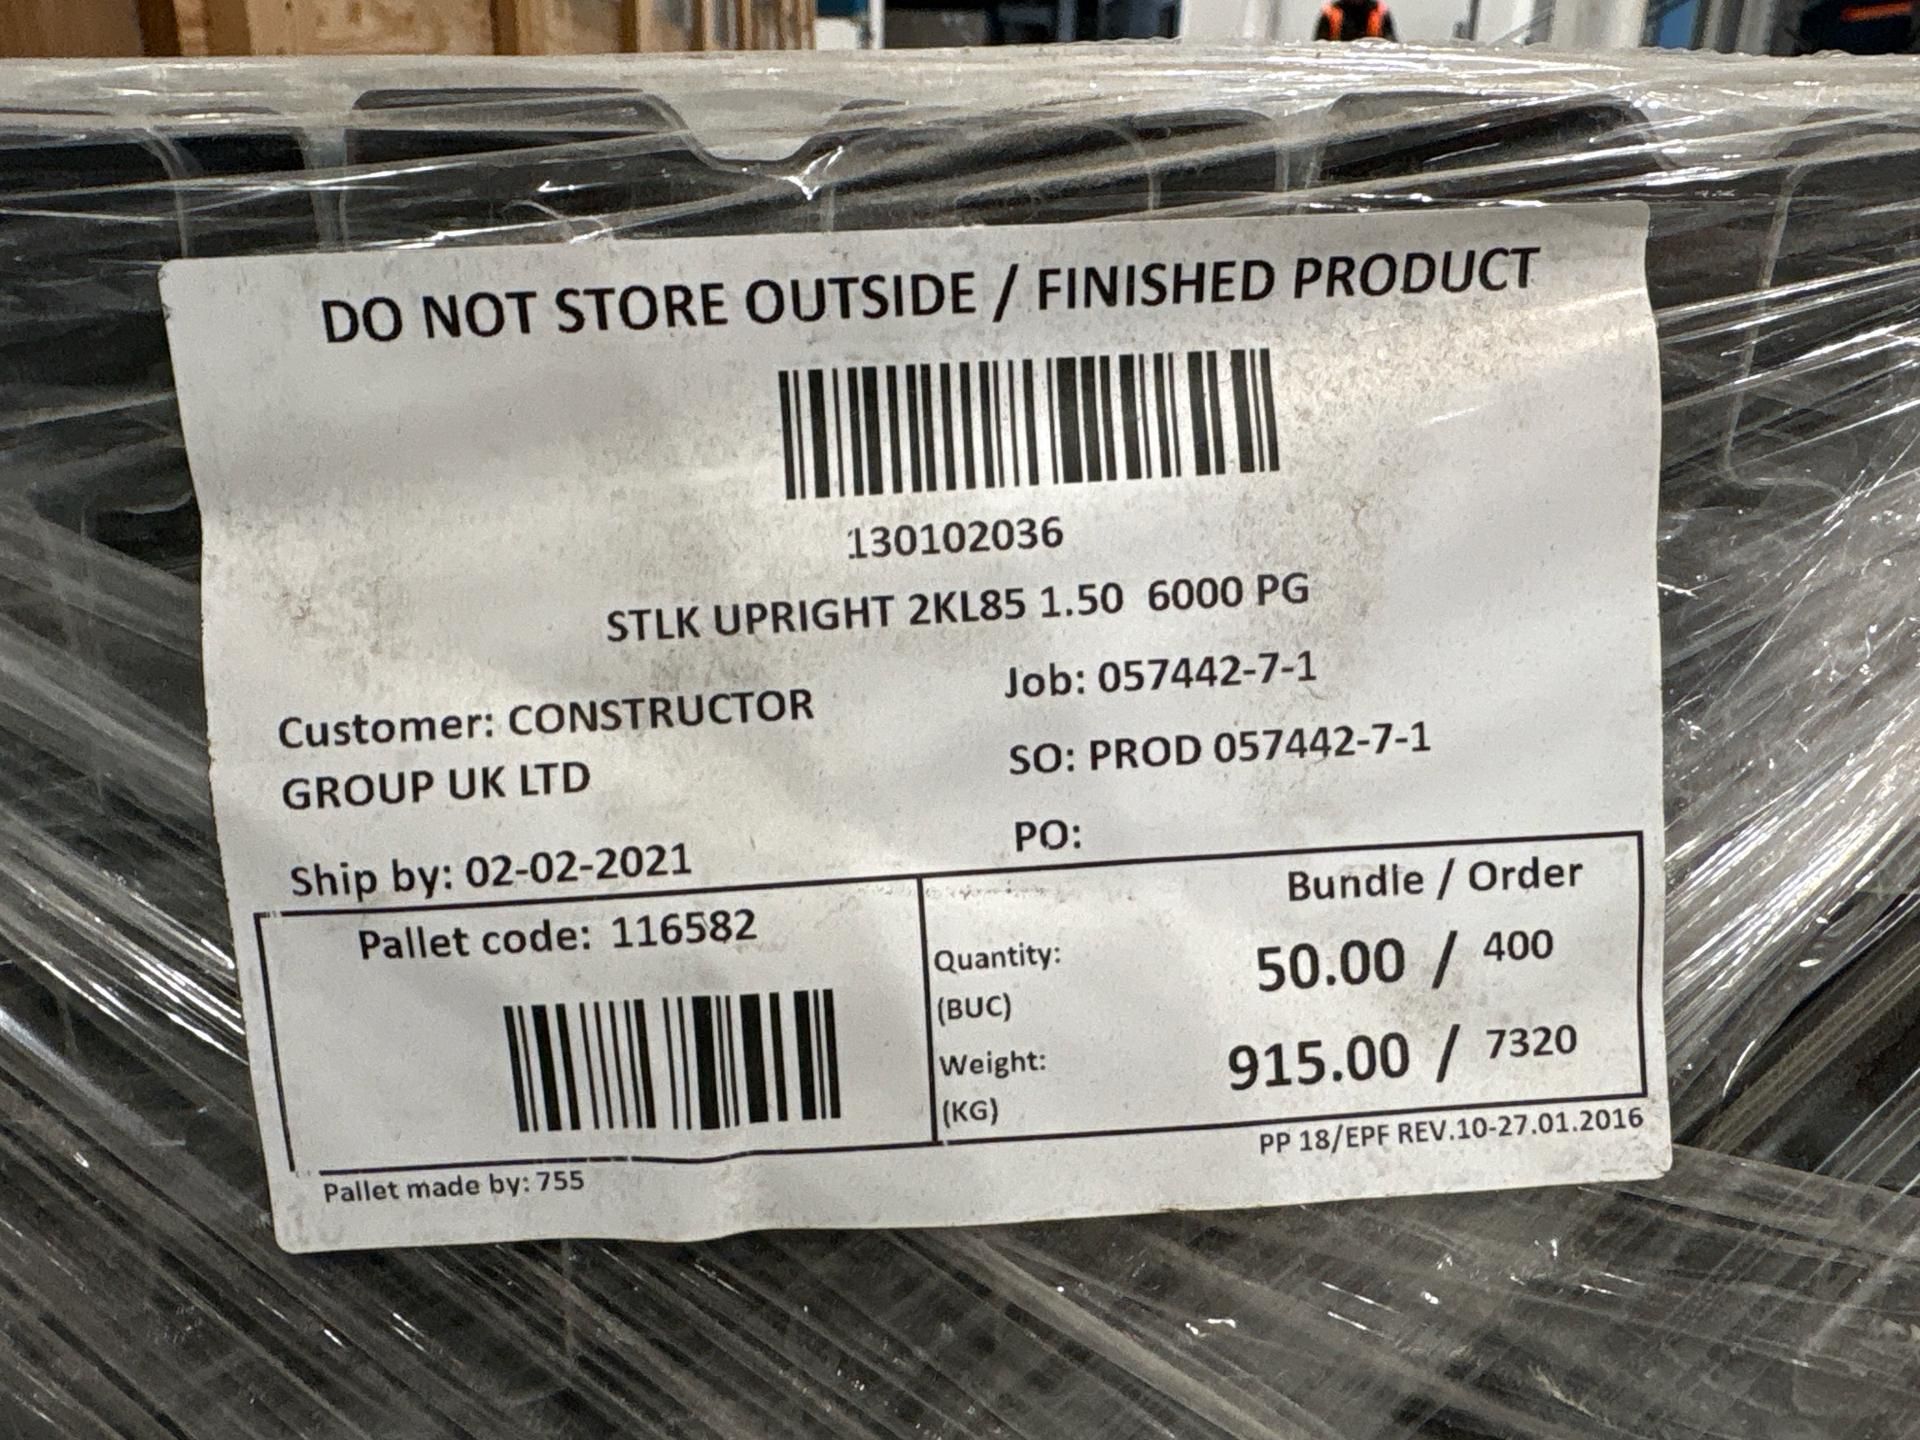 DO NOT STORE OUTSIDE / FINISHED PRODUCT
130102036
STLK UPRIGHT 2KL85 1.50 6000 PG
Customer: CONSTRUCTOR
GROUP UK LTD
Job: 057442-7-1
SO: PROD 057442-7-1
PO:
Ship by: 02-02-2021
Pallet code: 116582
Bundle / Order
Quantity: 50.00 / 400
(BUC)
Weight: 915.00 / 7320
(KG)
Pallet made by: 755
PP 18/EPF REV.10-27.01.2016